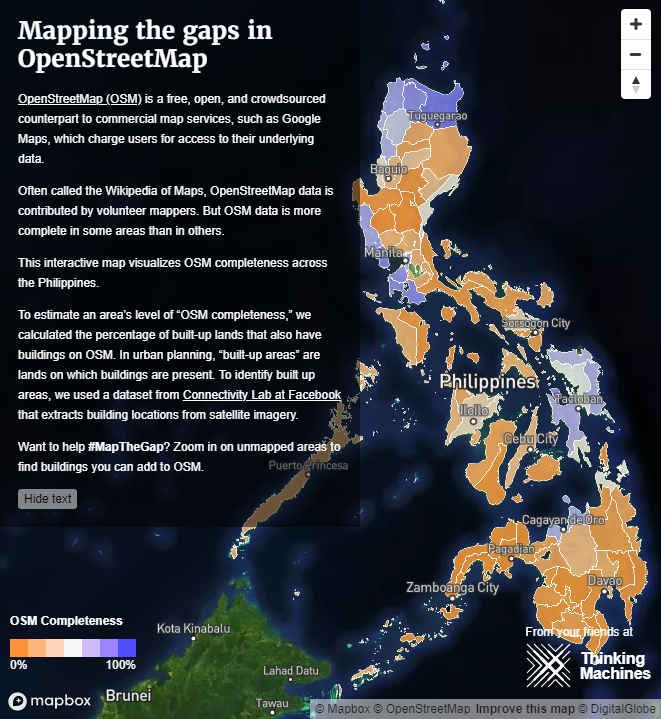 Mapping the gaps in
OpenStreetMap
OpenStreetMap (OSM) is a free, open, and crowdsourced
counterpart to commercial map services, such as Google
Maps, which charge users for access to their underlying
data.
Often called the Wikipedia of Maps, OpenStreetMap data is
contributed by volunteer mappers. But OSM data is more
complete in some areas than in others.
This interactive map visualizes OSM completeness across
the Philippines.
To estimate an area's level of “OSM completeness,” we
calculated the percentage of built-up lands that also have
buildings on OSM. In urban planning, “built-up areas” are
lands on which buildings are present. To identify built up
areas, we used a dataset from Connectivity Lab at Facebook
that extracts building locations from satellite imagery.
Want to help #MapTheGap? Zoom in on unmapped areas to
find buildings you can add to OSM.
Hide text
Tuguegarao
Baguio
Manila
Sorsogon City
Philippines
Tacloban
Iloilo
Cebu City
Puerto Princesa
Cagayan de Oro
Pagadian
Zamboanga City
Davao
Kota Kinabalu
Lahad Datu
Tawau
Brunei
OSM Completeness
0% 100%
From your friends at
Thinking
Machines
mapbox
© Mapbox © OpenStreetMap Improve this map © DigitalGlobe